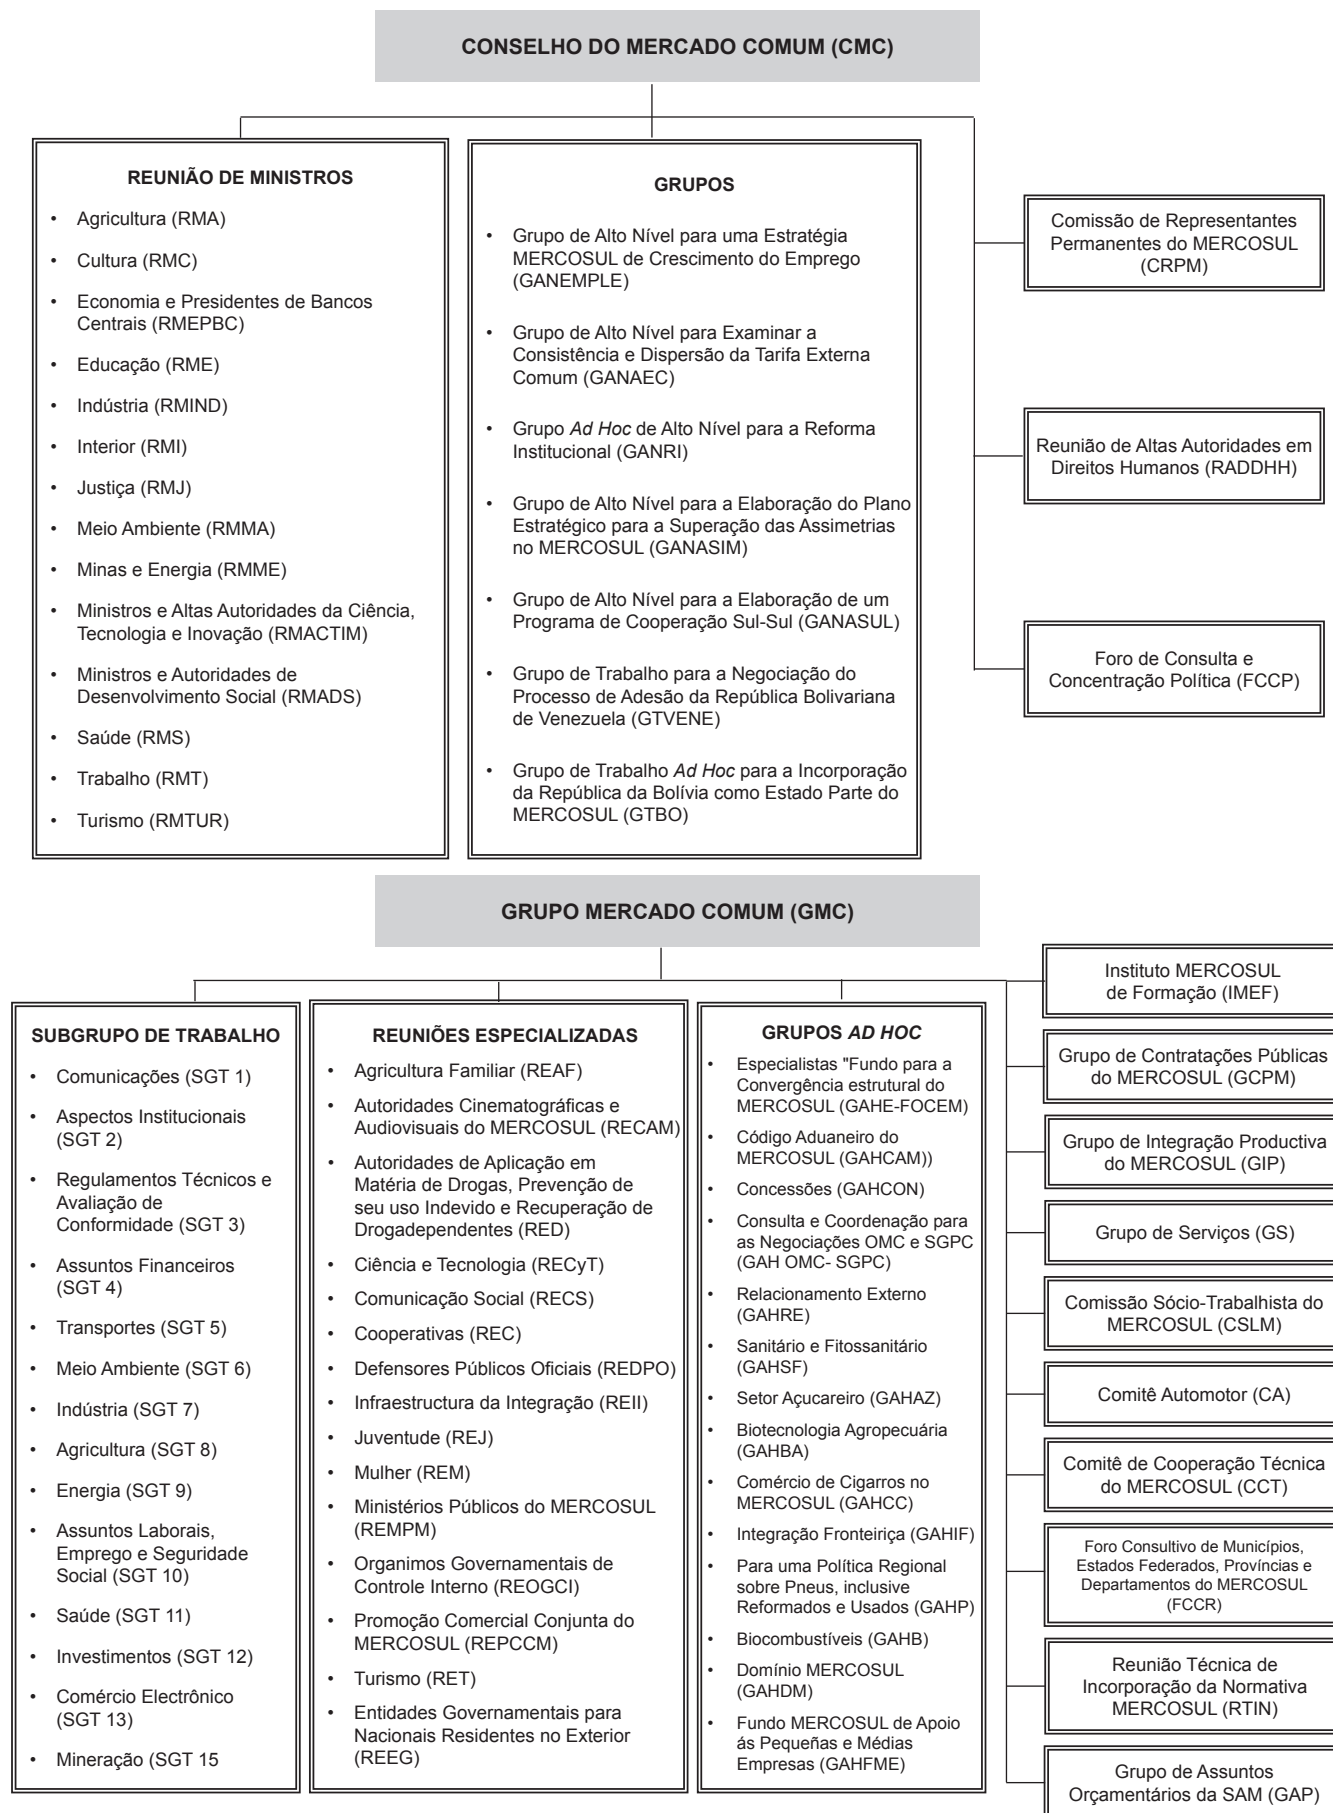 CONSELHO DO MERCADO COMUM (CMC)
REUNIÃO DE MINISTROS
• Agricultura (RMA)
• Cultura (RMC)
• Economia e Presidentes de Bancos
Centrais (RMEPBC)
• Educação (RME)
• Indústria (RMIND)
• Interior (RMI)
• Justiça (RMJ)
• Meio Ambiente (RMMA)
• Minas e Energia (RMME)
• Ministros e Altas Autoridades da Ciência,
Tecnologia e Inovação (RMACTIM)
• Ministros e Autoridades de
Desenvolvimento Social (RMADS)
• Saúde (RMS)
• Trabalho (RMT)
• Turismo (RMTUR)
GRUPOS
• Grupo de Alto Nível para uma Estratégia
MERCOSUL de Crescimento do Emprego
(GANEMPLE)
• Grupo de Alto Nível para Examinar a
Consistência e Dispersão da Tarifa Externa
Comum (GANAEC)
• Grupo Ad Hoc de Alto Nível para a Reforma
Institucional (GANRI)
• Grupo de Alto Nível para a Elaboração do Plano
Estratégico para a Superação das Assimetrias
no MERCOSUL (GANASIM)
• Grupo de Alto Nível para a Elaboração de um
Programa de Cooperação Sul-Sul (GANASUL)
• Grupo de Trabalho para a Negociação do
Processo de Adesão da República Bolivariana
de Venezuela (GTVENE)
• Grupo de Trabalho Ad Hoc para a Incorporação
da República da Bolívia como Estado Parte do
MERCOSUL (GTBO)
Comissão de Representantes
Permanentes do MERCOSUL
(CRPM)
Reunião de Altas Autoridades em
Direitos Humanos (RADDHH)
Foro de Consulta e
Concentração Política (FCCP)
GRUPO MERCADO COMUM (GMC)
SUBGRUPO DE TRABALHO
• Comunicações (SGT 1)
• Aspectos Institucionais
(SGT 2)
• Regulamentos Técnicos e
Avaliação de
Conformidade (SGT 3)
• Assuntos Financeiros
(SGT 4)
• Transportes (SGT 5)
• Meio Ambiente (SGT 6)
• Indústria (SGT 7)
• Agricultura (SGT 8)
• Energia (SGT 9)
• Assuntos Laborais,
Emprego e Seguridade
Social (SGT 10)
• Saúde (SGT 11)
• Investimentos (SGT 12)
• Comércio Electrônico
(SGT 13)
• Mineração (SGT 15
REUNIÕES ESPECIALIZADAS
• Agricultura Familiar (REAF)
• Autoridades Cinematográficas e
Audiovisuais do MERCOSUL (RECAM)
• Autoridades de Aplicação em
Matéria de Drogas, Prevenção de
seu uso Indevido e Recuperação de
Drogadependentes (RED)
• Ciência e Tecnologia (RECyT)
• Comunicação Social (RECS)
• Cooperativas (REC)
• Defensores Públicos Oficiais (REDPO)
• Infraestructura da Integração (REII)
• Juventude (REJ)
• Mulher (REM)
• Ministérios Públicos do MERCOSUL
(REMPM)
• Organimos Governamentais de
Controle Interno (REOGCI)
• Promoção Comercial Conjunta do
MERCOSUL (REPCCM)
• Turismo (RET)
• Entidades Governamentais para
Nacionais Residentes no Exterior
(REEG)
GRUPOS AD HOC
• Especialistas "Fundo para a
Convergência estrutural do
MERCOSUL (GAHE-FOCEM)
• Código Aduaneiro do
MERCOSUL (GAHCAM))
• Concessões (GAHCON)
• Consulta e Coordenação para
as Negociações OMC e SGPC
(GAH OMC- SGPC)
• Relacionamento Externo
(GAHRE)
• Sanitário e Fitossanitário
(GAHSF)
• Setor Açucareiro (GAHAZ)
• Biotecnologia Agropecuária
(GAHBA)
• Comércio de Cigarros no
MERCOSUL (GAHCC)
• Integração Fronteiriça (GAHIF)
• Para uma Política Regional
sobre Pneus, inclusive
Reformados e Usados (GAHP)
• Biocombustíveis (GAHB)
• Domínio MERCOSUL
(GAHDM)
• Fundo MERCOSUL de Apoio
ás Pequeñas e Médias
Empresas (GAHFME)
Instituto MERCOSUL
de Formação (IMEF)
Grupo de Contratações Públicas
do MERCOSUL (GCPM)
Grupo de Integração Productiva
do MERCOSUL (GIP)
Grupo de Serviços (GS)
Comissão Sócio-Trabalhista do
MERCOSUL (CSLM)
Comitê Automotor (CA)
Comitê de Cooperação Técnica
do MERCOSUL (CCT)
Foro Consultivo de Municípios,
Estados Federados, Províncias e
Departamentos do MERCOSUL
(FCCR)
Reunião Técnica de
Incorporação da Normativa
MERCOSUL (RTIN)
Grupo de Assuntos
Orçamentários da SAM (GAP)